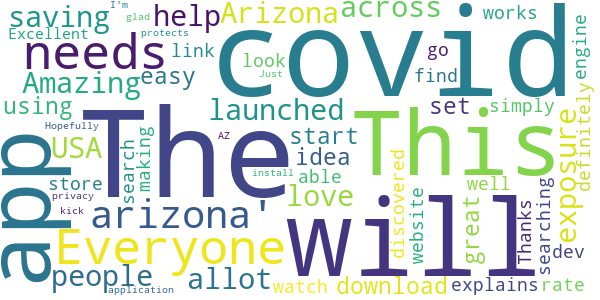 I'm
glad
protects
across
Arizona
help
saving
Excellent
works
engine
link
look
Just
go
needs
covid
Amazing
easy
find
using
launched
set
simply
The
This
AZ
Hopefully
search
making
start
exposure
definitely
USA
idea
app
store
able
discovered
well
privacy
install
love
website
great
searching
kick
arizona'
will
Thanks
Everyone
dev
people
allot
watch
download
explains
rate
application